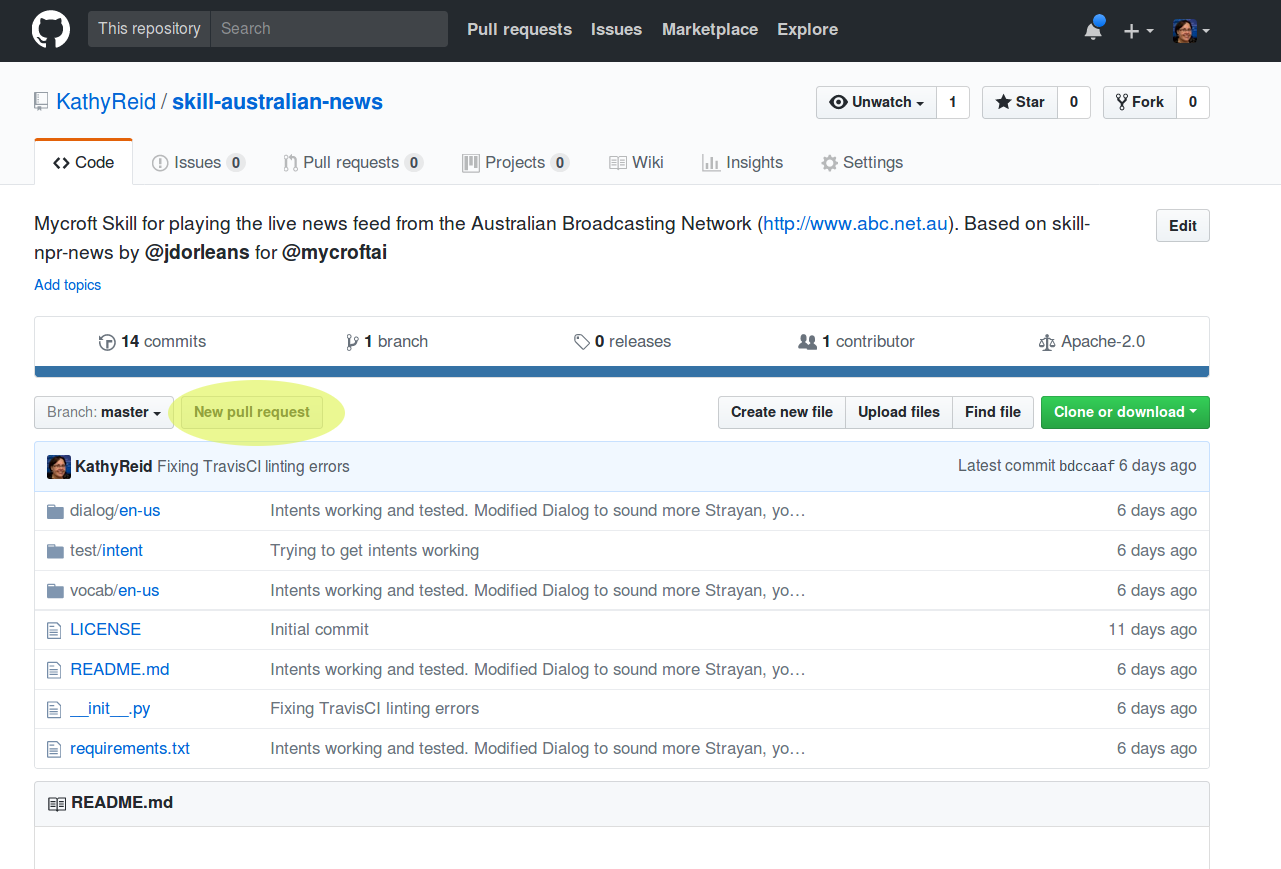 This repository Search Pull requests Issues Marketplace Explore
KathyReid / skill-australian-news Unwatch 1 Star 0 Fork 0
Code Issues 0 Pull requests 0 Projects 0 Wiki Insights Settings
Mycroft Skill for playing the live news feed from the Australian Broadcasting Network (http://www.abc.net.au). Based on skill-
npr-news by @jdorleans for @mycroftai
Edit
Add topics
14 commits 1 branch 0 releases 1 contributor Apache-2.0
Branch: master New pull request Create new file Upload files Find file Clone or download
KathyReid Fixing TravisCI linting errors Latest commit bdccaaf 6 days ago
dialog/en-us Intents working and tested. Modified Dialog to sound more Strayan, yo… 6 days ago
test/intent Trying to get intents working 6 days ago
vocab/en-us Intents working and tested. Modified Dialog to sound more Strayan, yo… 6 days ago
LICENSE Initial commit 11 days ago
README.md Intents working and tested. Modified Dialog to sound more Strayan, yo… 6 days ago
__init__.py Fixing TravisCI linting errors 6 days ago
requirements.txt Intents working and tested. Modified Dialog to sound more Strayan, yo… 6 days ago
README.md